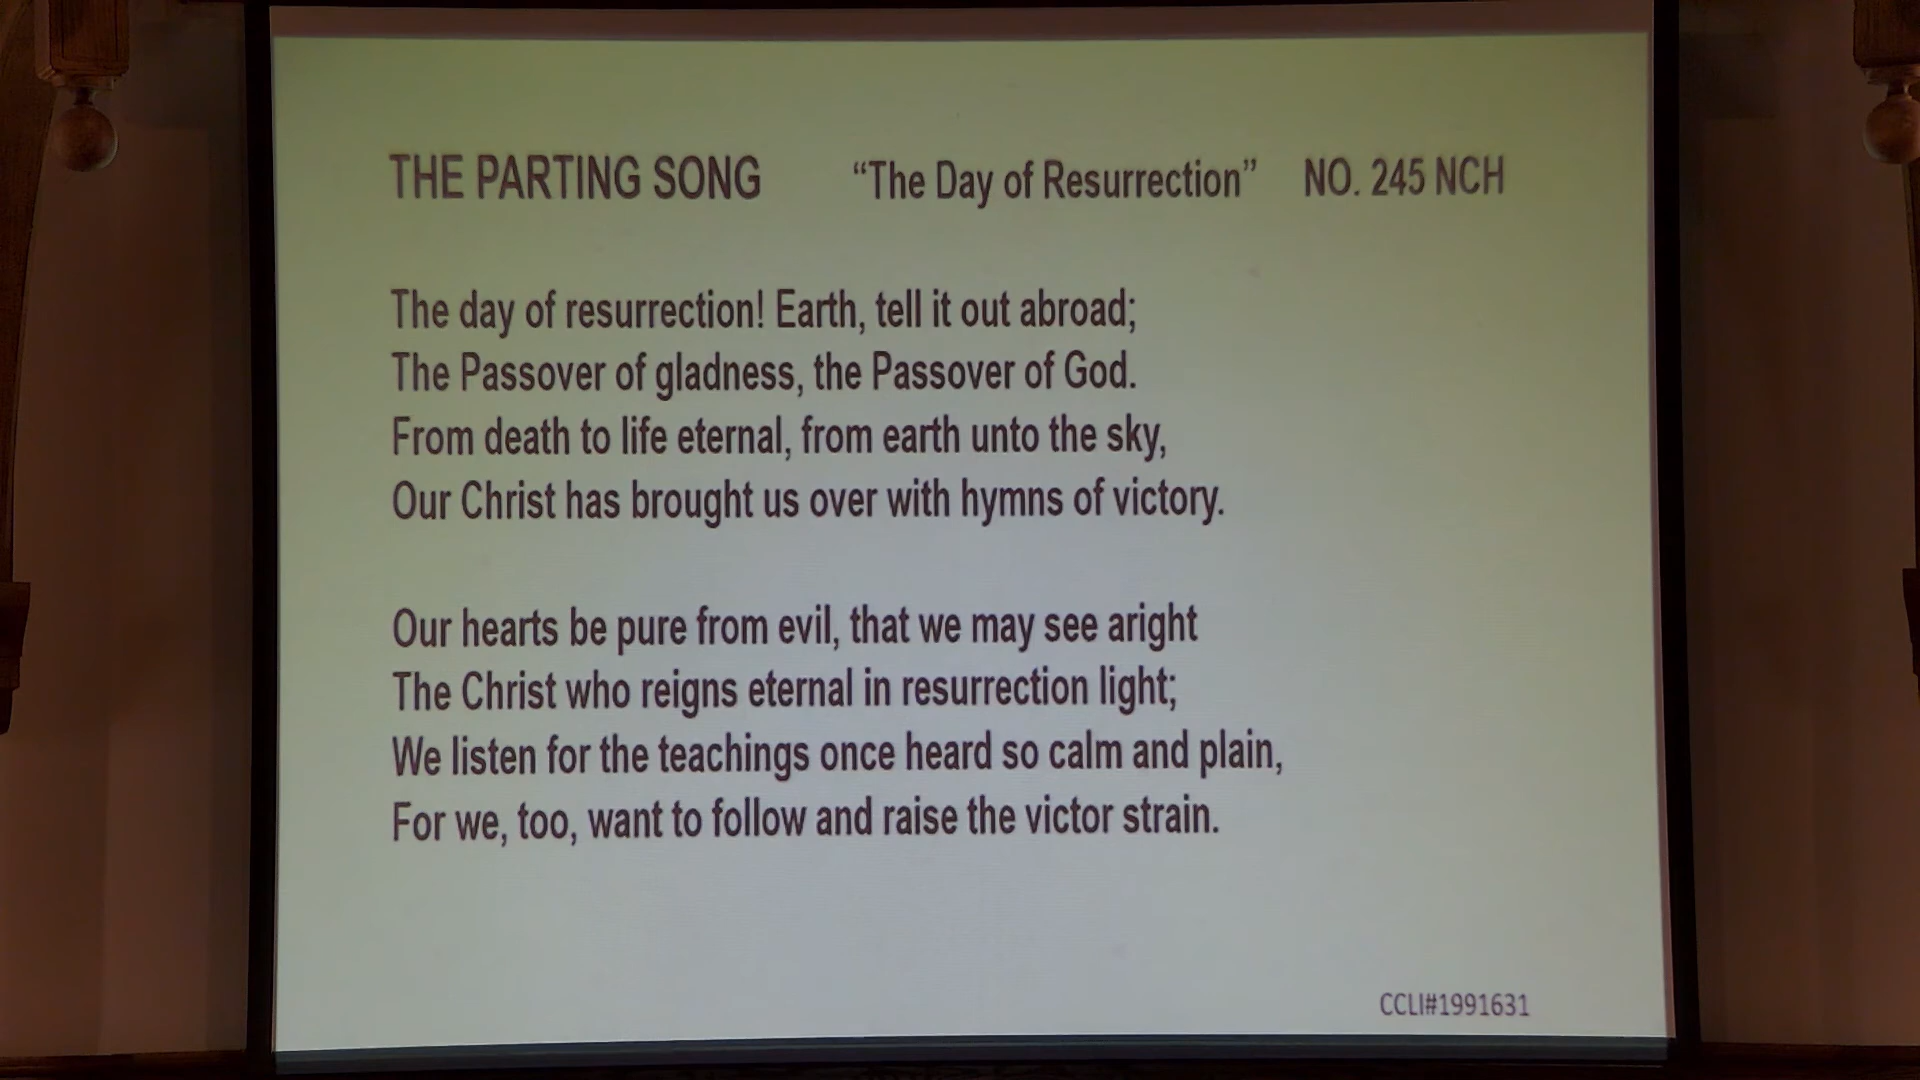 THE PARTING SONG “The Day of Resurrection” NO. 245 NCH
The day of resurrection! Earth, tell it out abroad;
The Passover of gladness, the Passover of God.
From death to life eternal, from earth unto the sky,
Our Christ has brought us over with hymns of victory.
Our hearts be pure from evil, that we may see aright
The Christ who reigns eternal in resurrection light;
We listen for the teachings once heard so calm and plain,
For we, too, want to follow and raise the victor strain.
CCLI#1991631